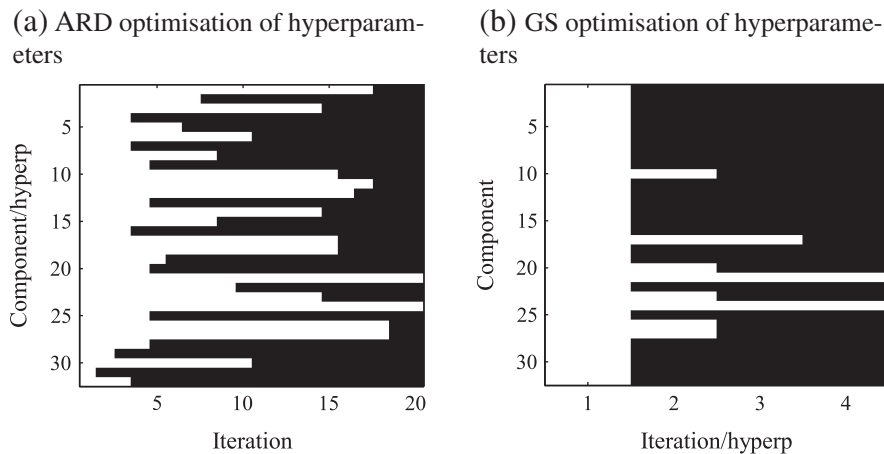 (a) ARD optimisation of hyperparam-
eters
5
10
15
20
25
30
Component/hyperp
5
10
15
20
Iteration
(b) GS optimisation of hyperparame-
ters
5
10
15
20
25
30
Component
1
2
3
4
Iteration/hyperp